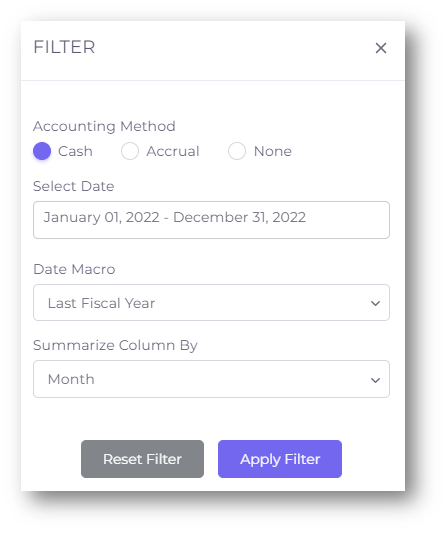 FILTER
Accounting Method
Cash Accrual None
Select Date
January 01, 2022 - December 31, 2022
Date Macro
Last Fiscal Year
Summarize Column By
Month
Reset Filter Apply Filter